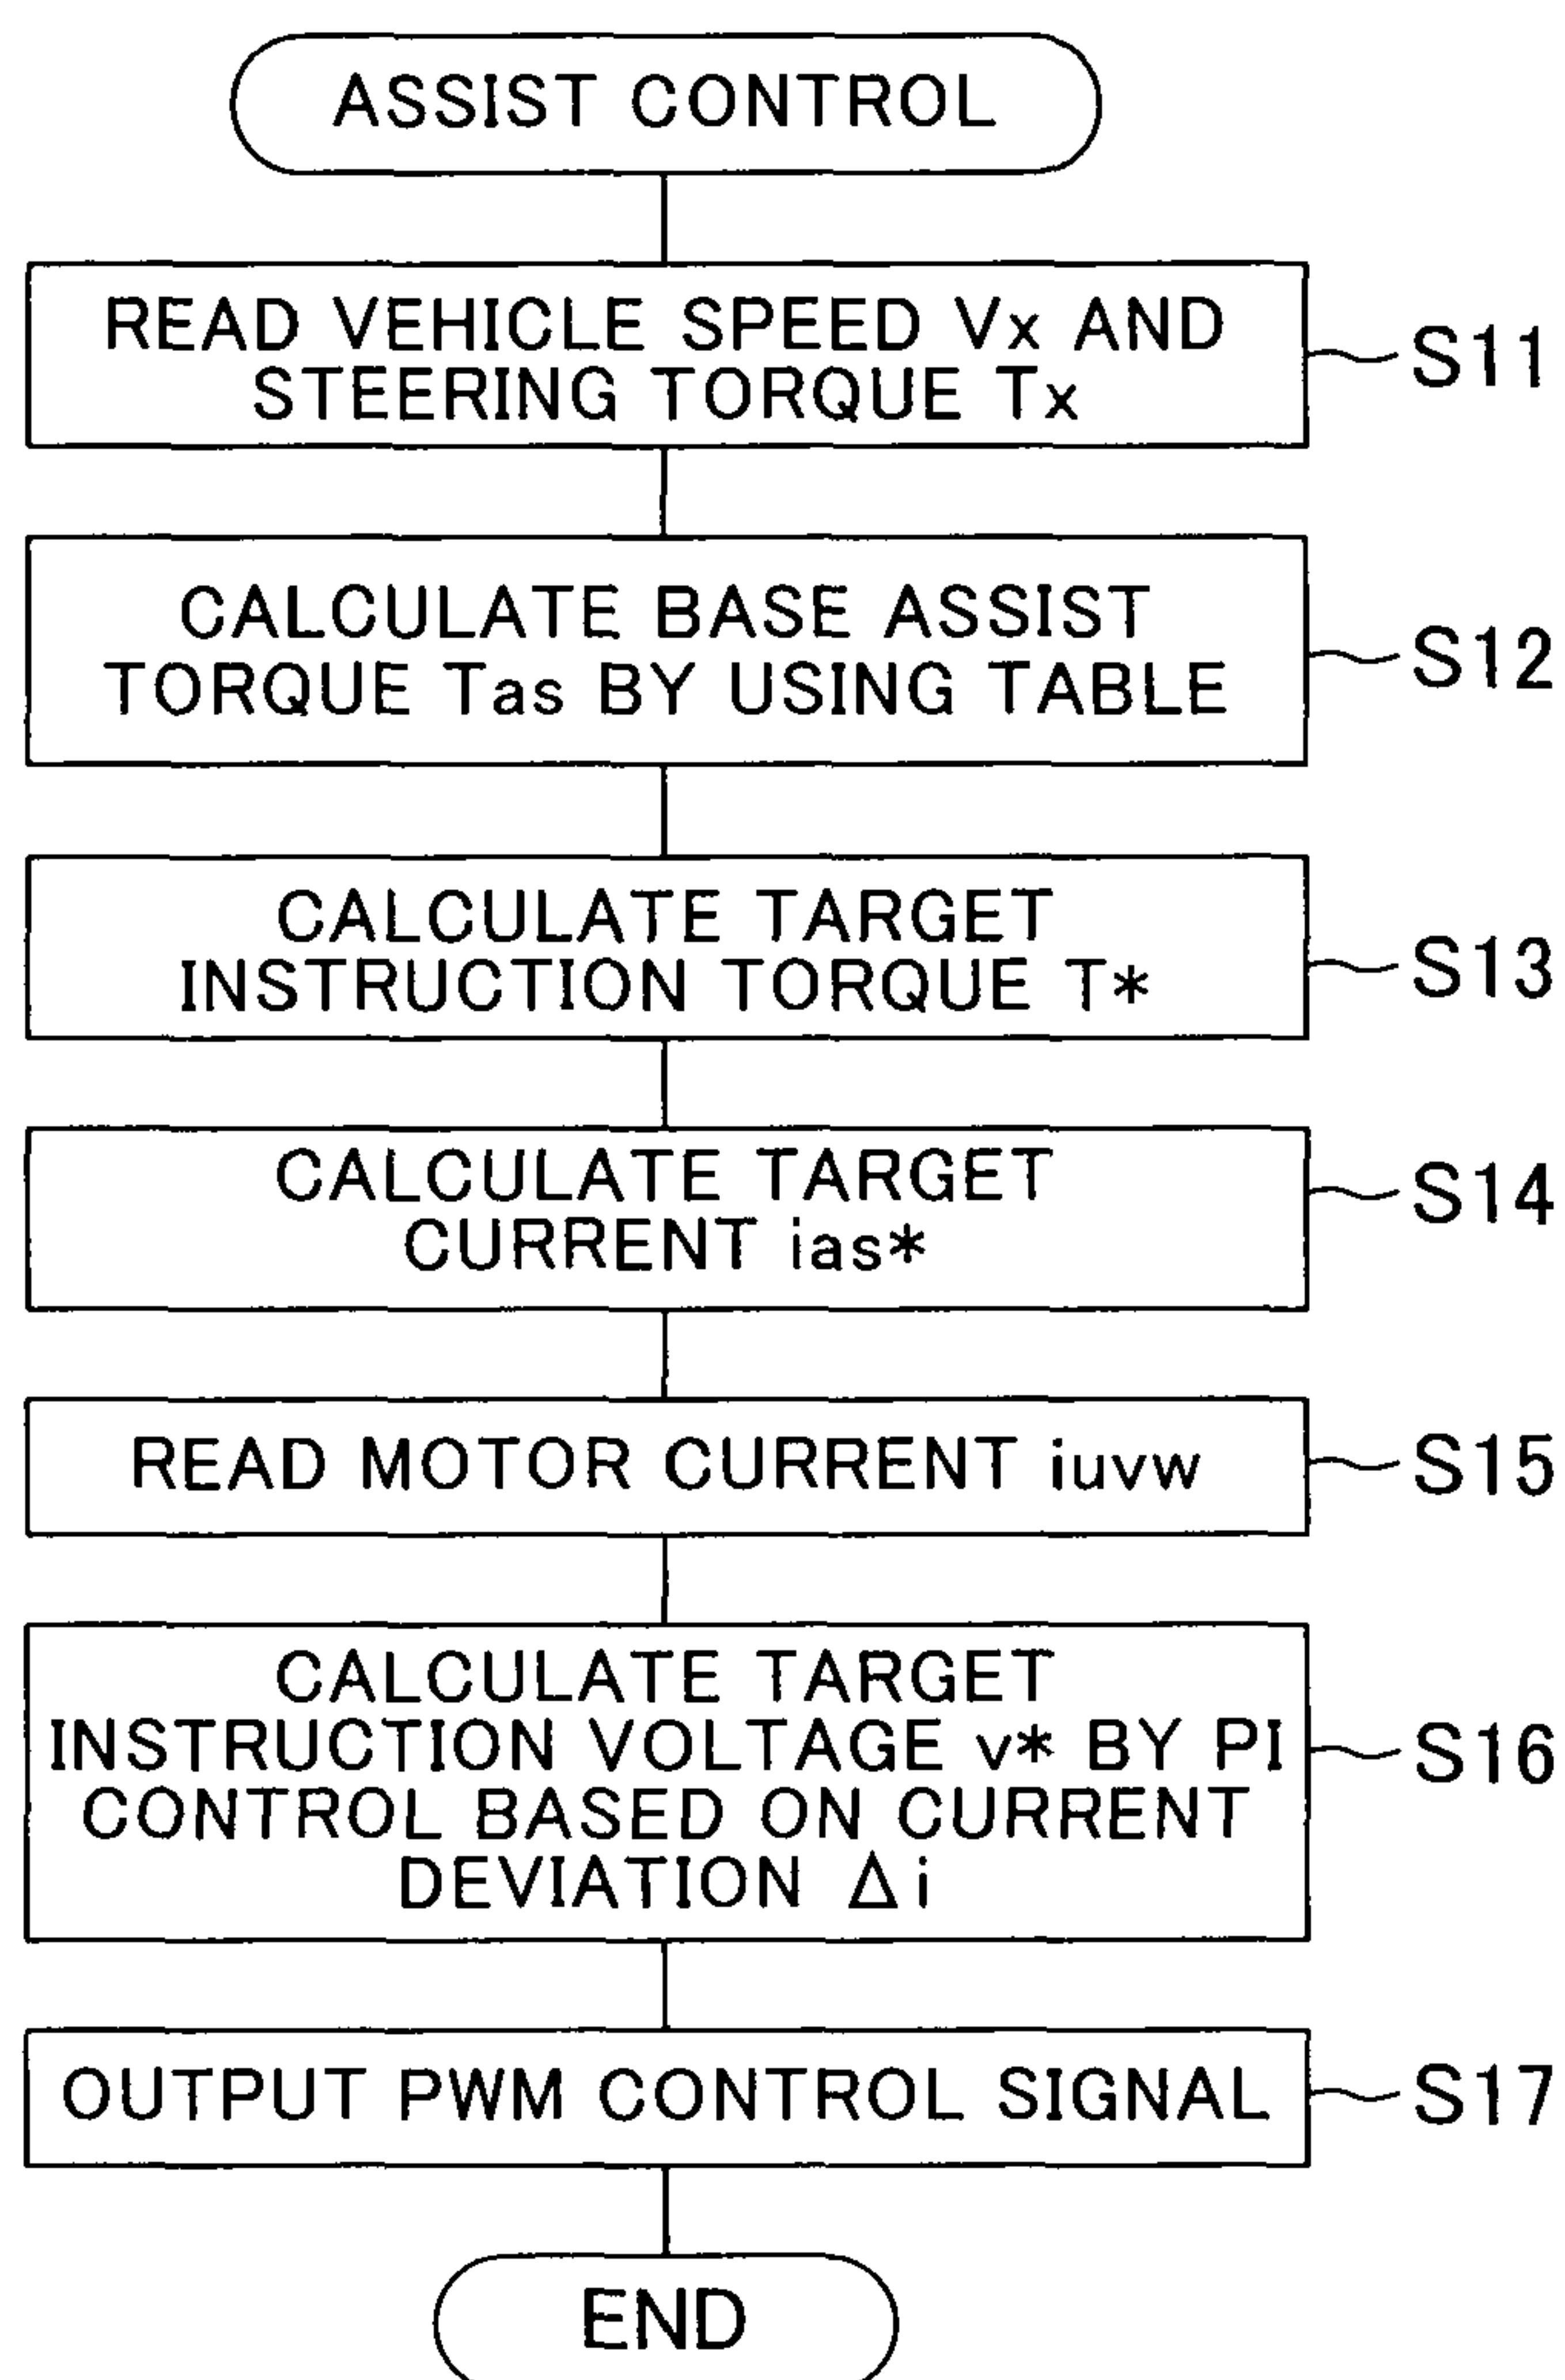 ASSIST CONTROL
READ VEHICLE SPEED Vx AND
STEERING TORQUE Tx
S11
CALCULATE BASE ASSIST
TORQUE Tas BY USING TABLE
S12
CALCULATE TARGET
INSTRUCTION TORQUE T*
S13
CALCULATE TARGET
CURRENT ias*
S14
READ MOTOR CURRENT iuvw
S15
CALCULATE TARGET
INSTRUCTION VOLTAGE v* BY PI
CONTROL BASED ON CURRENT
DEVIATION Δi
S16
OUTPUT PWM CONTROL SIGNAL
S17
END